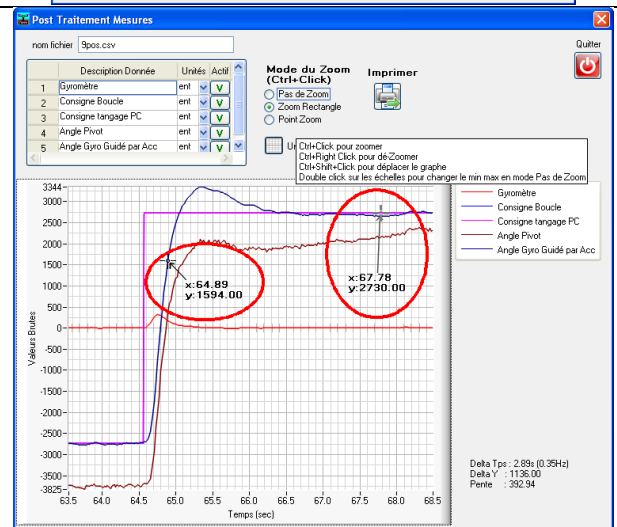 Post Traitement Mesures
nom fichier 9pos.csv
Quitter
Description Donnée Unités Actif
1 Gyromètre ent V
2 Consigne Boucle ent V
3 Consigne tangage PC ent V
4 Angle Pivot ent V
5 Angle Gyro Guidé par Acc ent V
Mode du Zoom
(Ctrl+Click)
Pas de Zoom
Zoom Rectangle
Point Zoom
Imprimer
Ctrl+Click pour zoomer
Ctrl+Right Click pour dé-Zoomer
Ctrl+Shift+Click pour déplacer le graphe
Double click sur les échelles pour changer le min max en mode Pas de Zoom
Gyromètre
Consigne Boucle
Consigne tangage PC
Angle Pivot
Angle Gyro Guidé par Acc
Valeurs Brutes
3344
3000
2500
2000
1500
1000
500
0
-500
-1000
-1500
-2000
-2500
-3000
-3500
-3825
x:64.89
y:1594.00
x:67.78
y:2730.00
63.5 64.0 64.5 65.0 65.5 66.0 66.5 67.0 67.5 68.0 68.5
Temps (sec)
Delta Tps : 2.89s (0.35Hz)
Delta Y : 1136.00
Pente : 392.94